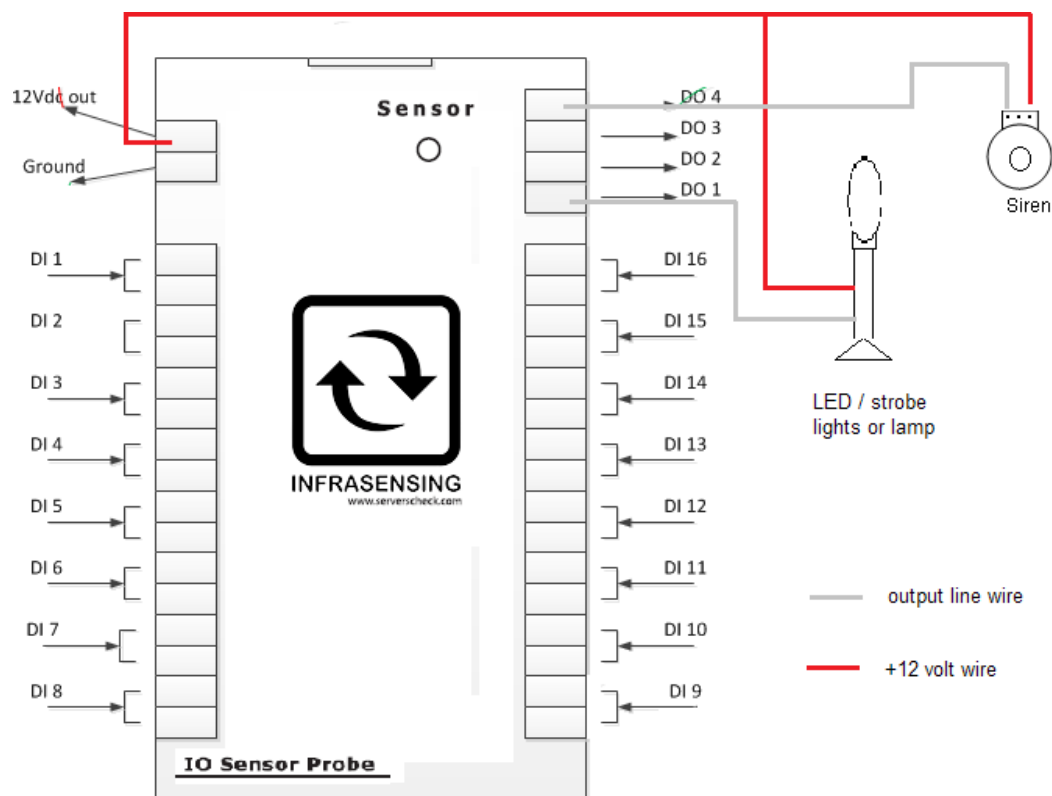 12Vdc out
Ground
Sensor
DO 4
DO 3
DO 2
DO 1
Siren
DI 1
DI 2
DI 3
DI 4
DI 5
DI 6
DI 7
DI 8
DI 16
DI 15
DI 14
DI 13
DI 12
DI 11
DI 10
DI 9
INFRASENSING
www.serverscheck.com
LED / strobe
lights or lamp
output line wire
+12 volt wire
IO Sensor Probe